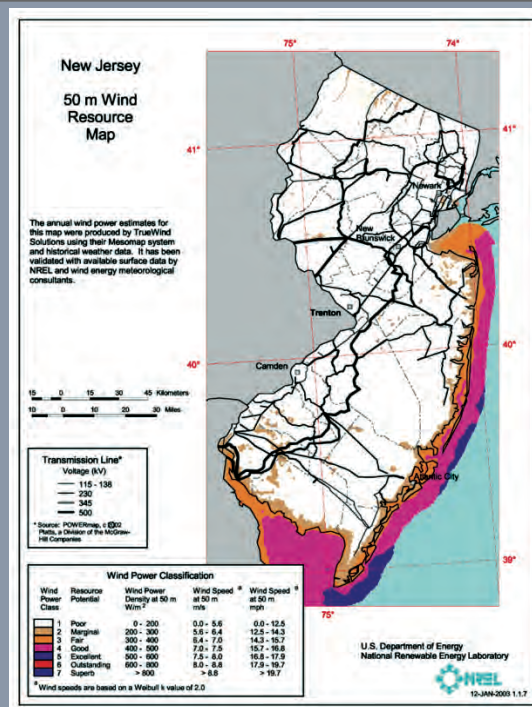 New Jersey
50 m Wind
Resource
Map
The annual wind power estimates for
this map were produced by TrueWind
Solutions using their Mesomap system
and historical weather data. It has been
validated with available surface data by
NREL and wind energy meteorological
consultants.
75°
74°
41°
41°
Newark
New
Brunswick
Trenton
40°
40°
Camden
15 0 15 30 45 Kilometers
10 0 10 20 30 Miles
Atlantic City
39°
75°
Transmission Line*
Voltage (kV)
115 - 138
230
345
500
* Source: POWERmap, c 2002
Platts, a Division of the McGraw-
Hill Companies
Wind Power Classification
Wind Power Class Resource Potential Wind Power Density at 50 m W/m² Wind Speed ª at 50 m m/s Wind Speed ª at 50 m mph
1 Poor 0 - 200 0.0 - 5.6 0.0 - 12.5
2 Marginal 200 - 300 5.6 - 6.4 12.5 - 14.3
3 Fair 300 - 400 6.4 - 7.0 14.3 - 15.7
4 Good 400 - 500 7.0 - 7.5 15.7 - 16.8
5 Excellent 500 - 600 7.5 - 8.0 16.8 - 17.9
6 Outstanding 600 - 800 8.0 - 8.8 17.9 - 19.7
7 Superb > 800 > 8.8 > 19.7
ª Wind speeds are based on a Weibull k value of 2.0
U.S. Department of Energy
National Renewable Energy Laboratory
NREL
12-JAN-2003 1.1.7